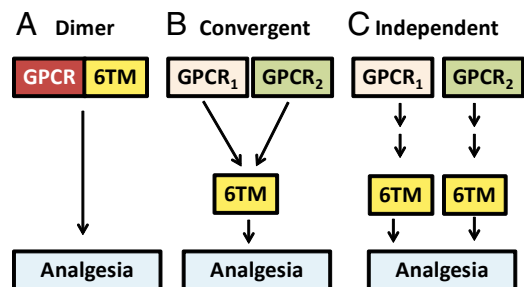 A Dimer
B Convergent
C Independent
GPCR 6TM
GPCR₁ GPCR₂
GPCR₁ GPCR₂
6TM
6TM 6TM
Analgesia
Analgesia
Analgesia